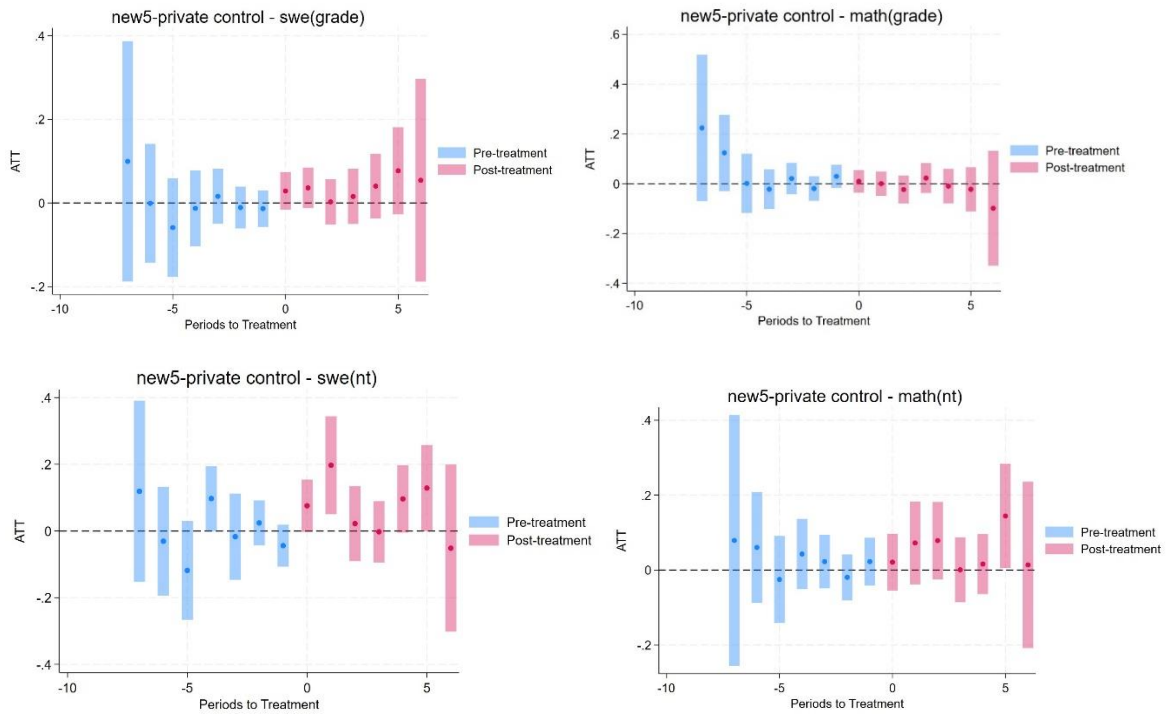 new5-private control - swe(grade)
.4
.2
0
-.2
ATT
-10
-5
0
5
Periods to Treatment
Pre-treatment
Post-treatment
new5-private control - math(grade)
.6
.4
.2
0
-.2
-.4
ATT
-10
-5
0
5
Periods to Treatment
Pre-treatment
Post-treatment
new5-private control - swe(nt)
.4
.2
0
-.2
-.4
ATT
-10
-5
0
5
Periods to Treatment
Pre-treatment
Post-treatment
new5-private control - math(nt)
.4
.2
0
-.2
ATT
-10
-5
0
5
Periods to Treatment
Pre-treatment
Post-treatment